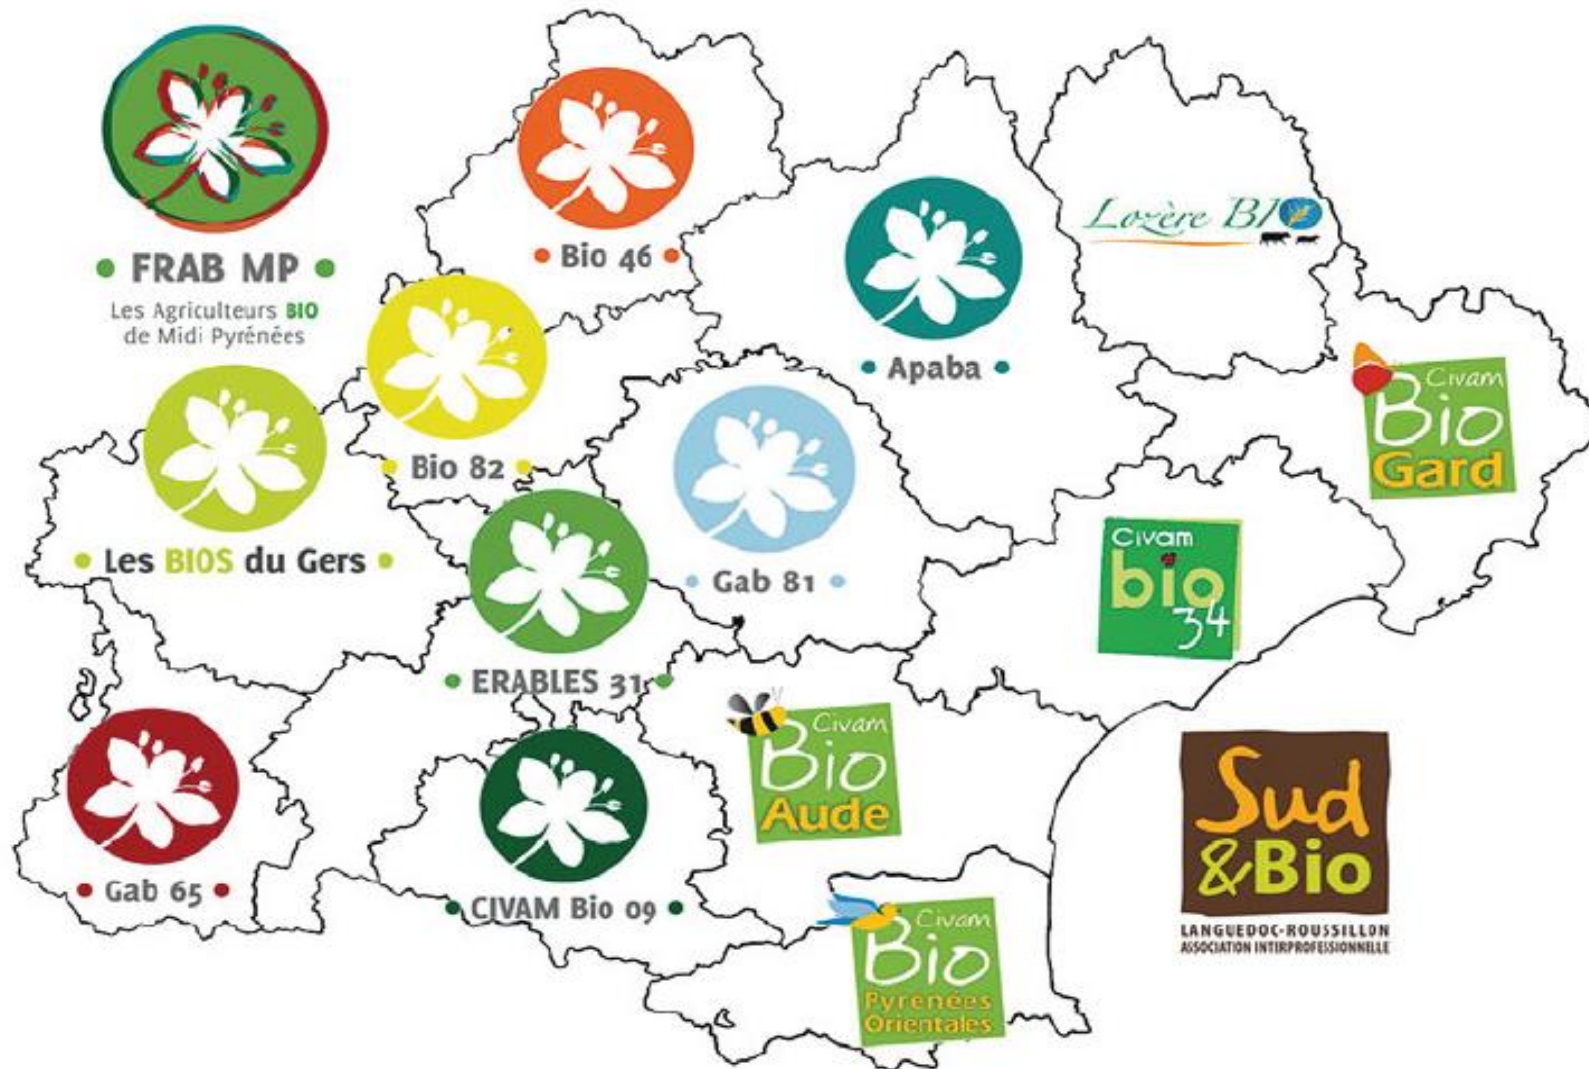 FRAB MP
Les Agriculteurs BIO
de Midi Pyrénées
Bio 46
Lozère BIO
Apaba
Bio 82
Civam
Bio
Gard
Les BIOS du Gers
Gab 81
Civam
bio
34
ERABLES 31
Civam
Bio
Aude
Sud
&Bio
LANGUEDOC-ROUSSILLON
ASSOCIATION INTERPROFESSIONNELLE
Gab 65
CIVAM Bio 09
Civam
Bio
Pyrénées
Orientales